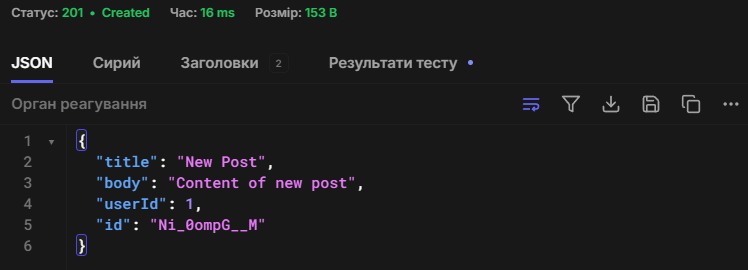 Статус: 201 • Created Час: 16 ms Розмір: 153 B
JSON Сирий Заголовки 2 Результати тесту •
Орган реагування
1 {
2 "title": "New Post",
3 "body": "Content of new post",
4 "userId": 1,
5 "id": "Ni_0ompG__M"
6 }